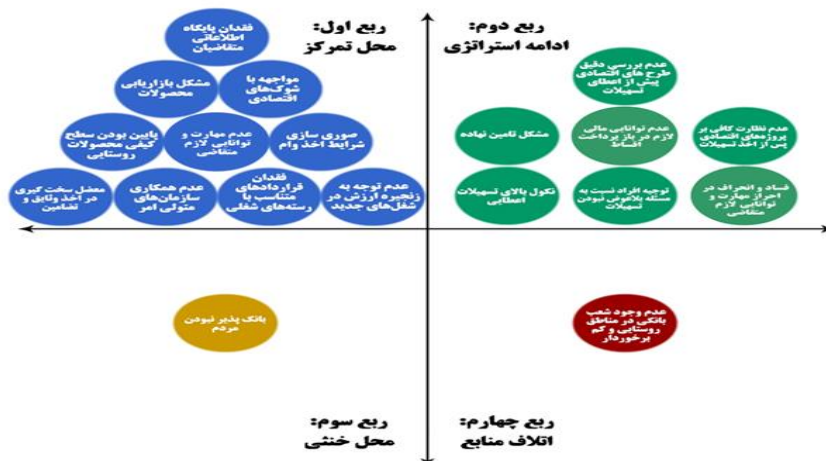 ربع اول:
محل تمرکز
فقدان پایگاه
اطلاعاتی
متقاضیان
مواجهه با
شوک‌های
اقتصادی
مشکل بازاریابی
محصولات
صوری سازی
شرایط اخذ وام
عدم مهارت و
توانایی لازم
متقاضی
پایین بودن سطح
کیفی محصولات
روستایی
عدم توجه به
زنجیره ارزش در
شغل‌های جدید
فقدان
قراردادهای
متناسب با
رسته‌های شغلی
عدم همکاری
سازمان‌های
متولی امر
معضل سخت گیری
در اخذ وثایق و
تضامین
ربع دوم:
ادامه استراتژی
عدم بررسی دقیق
طرح های اقتصادی
پیش از اعطای
تسهیلات
عدم نظارت کافی بر
پروژه‌های اقتصادی
پس از اخذ تسهیلات
عدم توانایی مالی
لازم در باز پرداخت
اقساط
مشکل تامین نهاده
فساد و انحراف در
احراز مهارت و
توانایی لازم
متقاضی
توجیه افراد نسبت به
مسئله بلاعوض نبودن
تسهیلات
نکول بالای تسهیلات
اعطایی
بانک پذیر نبودن
مردم
ربع سوم:
محل خنثی
عدم وجود شعب
بانکی در مناطق
روستایی و کم
برخوردار
ربع چهارم:
اتلاف منابع